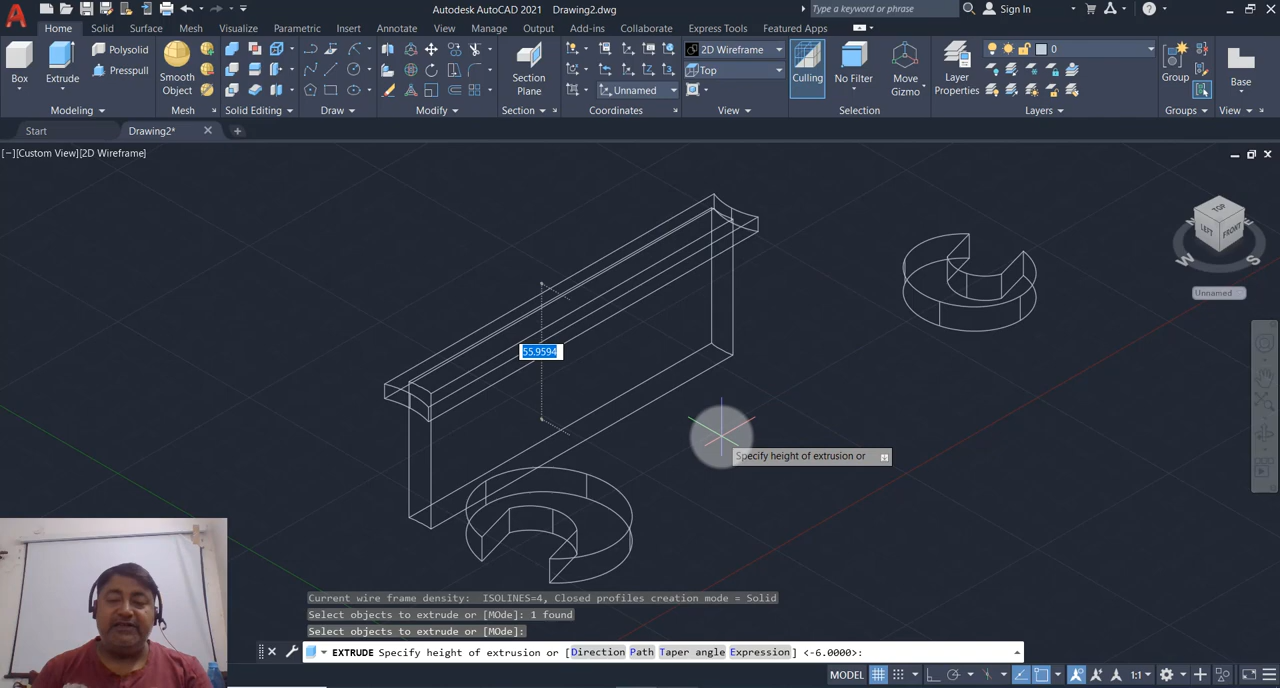 Autodesk AutoCAD 2021 Drawing2.dwg
Type a keyword or phrase
Sign In
Home Solid Surface Mesh Visualize Parametric Insert Annotate View Manage Output Add-ins Collaborate Express Tools Featured Apps
Box
Extrude
Polysolid
Presspull
Smooth
Object
Section
Plane
Unnamed
2D Wireframe
Top
Culling
No Filter
Move
Gizmo
Layer
Properties
0
Group
Base
Modeling
Mesh
Solid Editing
Draw
Modify
Section
Coordinates
View
Selection
Layers
Groups
View
Start
Drawing2*
[−][Custom View][2D Wireframe]
TOP
LEFT
FRONT
N
E
W
S
Unnamed
55.9594
Specify height of extrusion or
Current wire frame density: ISOLINES=4, Closed profiles creation mode = Solid
Select objects to extrude or [MOde]: 1 found
Select objects to extrude or [MOde]:
EXTRUDE Specify height of extrusion or [Direction Path Taper angle Expression] <-6.0000>:
MODEL
1:1